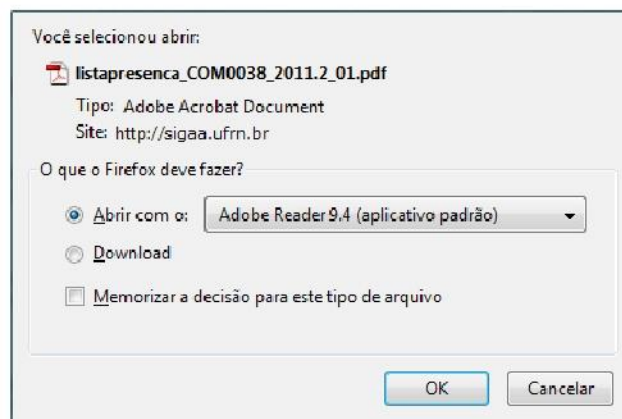 Você selecionou abrir:
listapresenca_COM0038_2011.2_01.pdf
Tipo: Adobe Acrobat Document
Site: http://sigaa.ufrn.br
O que o Firefox deve fazer?
Abrir com o: Adobe Reader 9.4 (aplicativo padrão)
Download
Memorizar a decisão para este tipo de arquivo
OK Cancelar